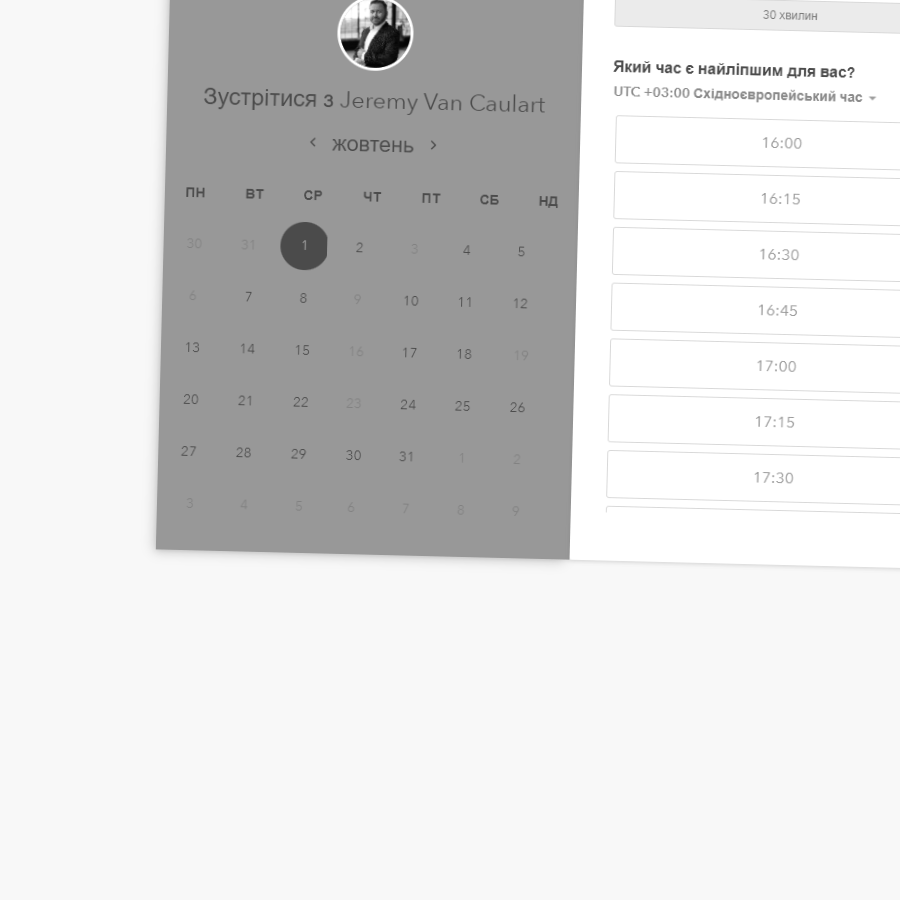 30 хвилин
Зустрітися з Jeremy Van Caulart
жовтень
ПН ВТ СР ЧТ ПТ СБ НД
30 31 1 2 3 4 5
6 7 8 9 10 11 12
13 14 15 16 17 18 19
20 21 22 23 24 25 26
27 28 29 30 31 1 2
3 4 5 6 7 8 9
Який час є найліпшим для вас?
UTC +03:00 Східноєвропейський час
16:00
16:15
16:30
16:45
17:00
17:15
17:30